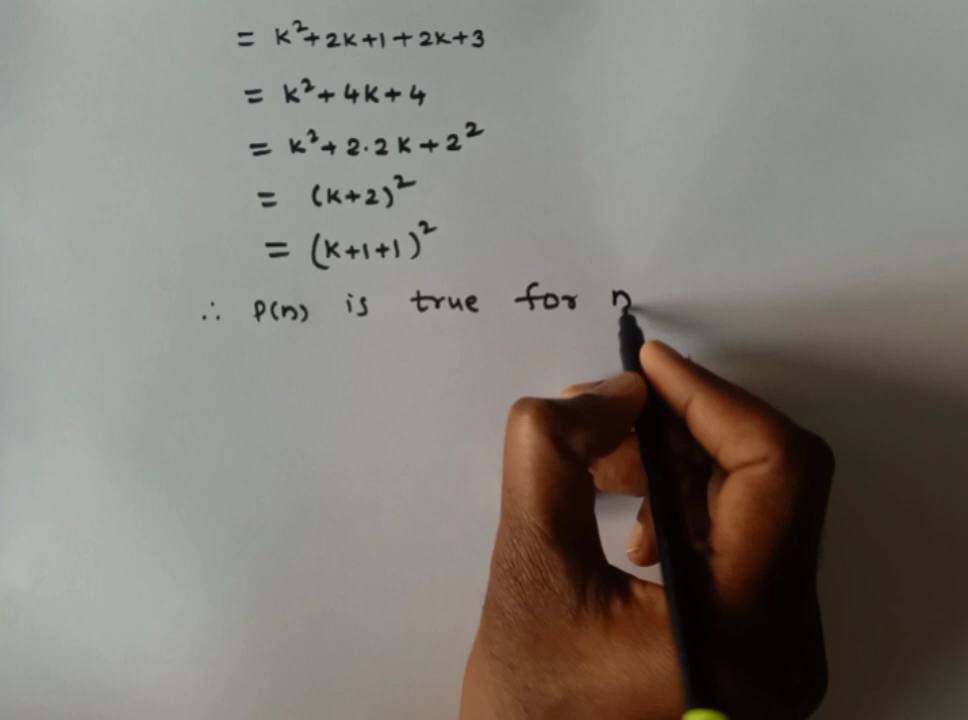 = k²+2k+1+2k+3
= k²+4k+4
= k²+2·2k+2²
= (k+2)²
= (k+1+1)²
∴ P(n) is true for n